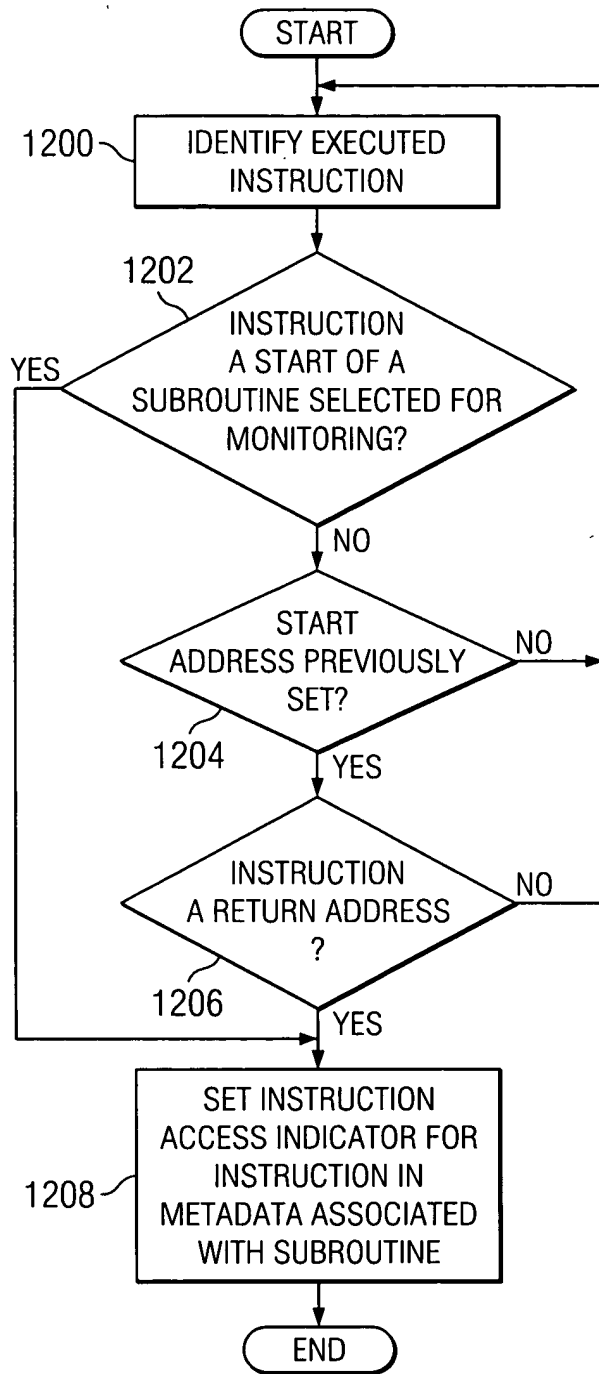 START
1200
IDENTIFY EXECUTED
INSTRUCTION
1202
INSTRUCTION
A START OF A
SUBROUTINE SELECTED FOR
MONITORING?
YES
NO
START
ADDRESS PREVIOUSLY
SET?
NO
1204
YES
INSTRUCTION
A RETURN ADDRESS
?
NO
1206
YES
SET INSTRUCTION
ACCESS INDICATOR FOR
INSTRUCTION IN
METADATA ASSOCIATED
WITH SUBROUTINE
1208
END